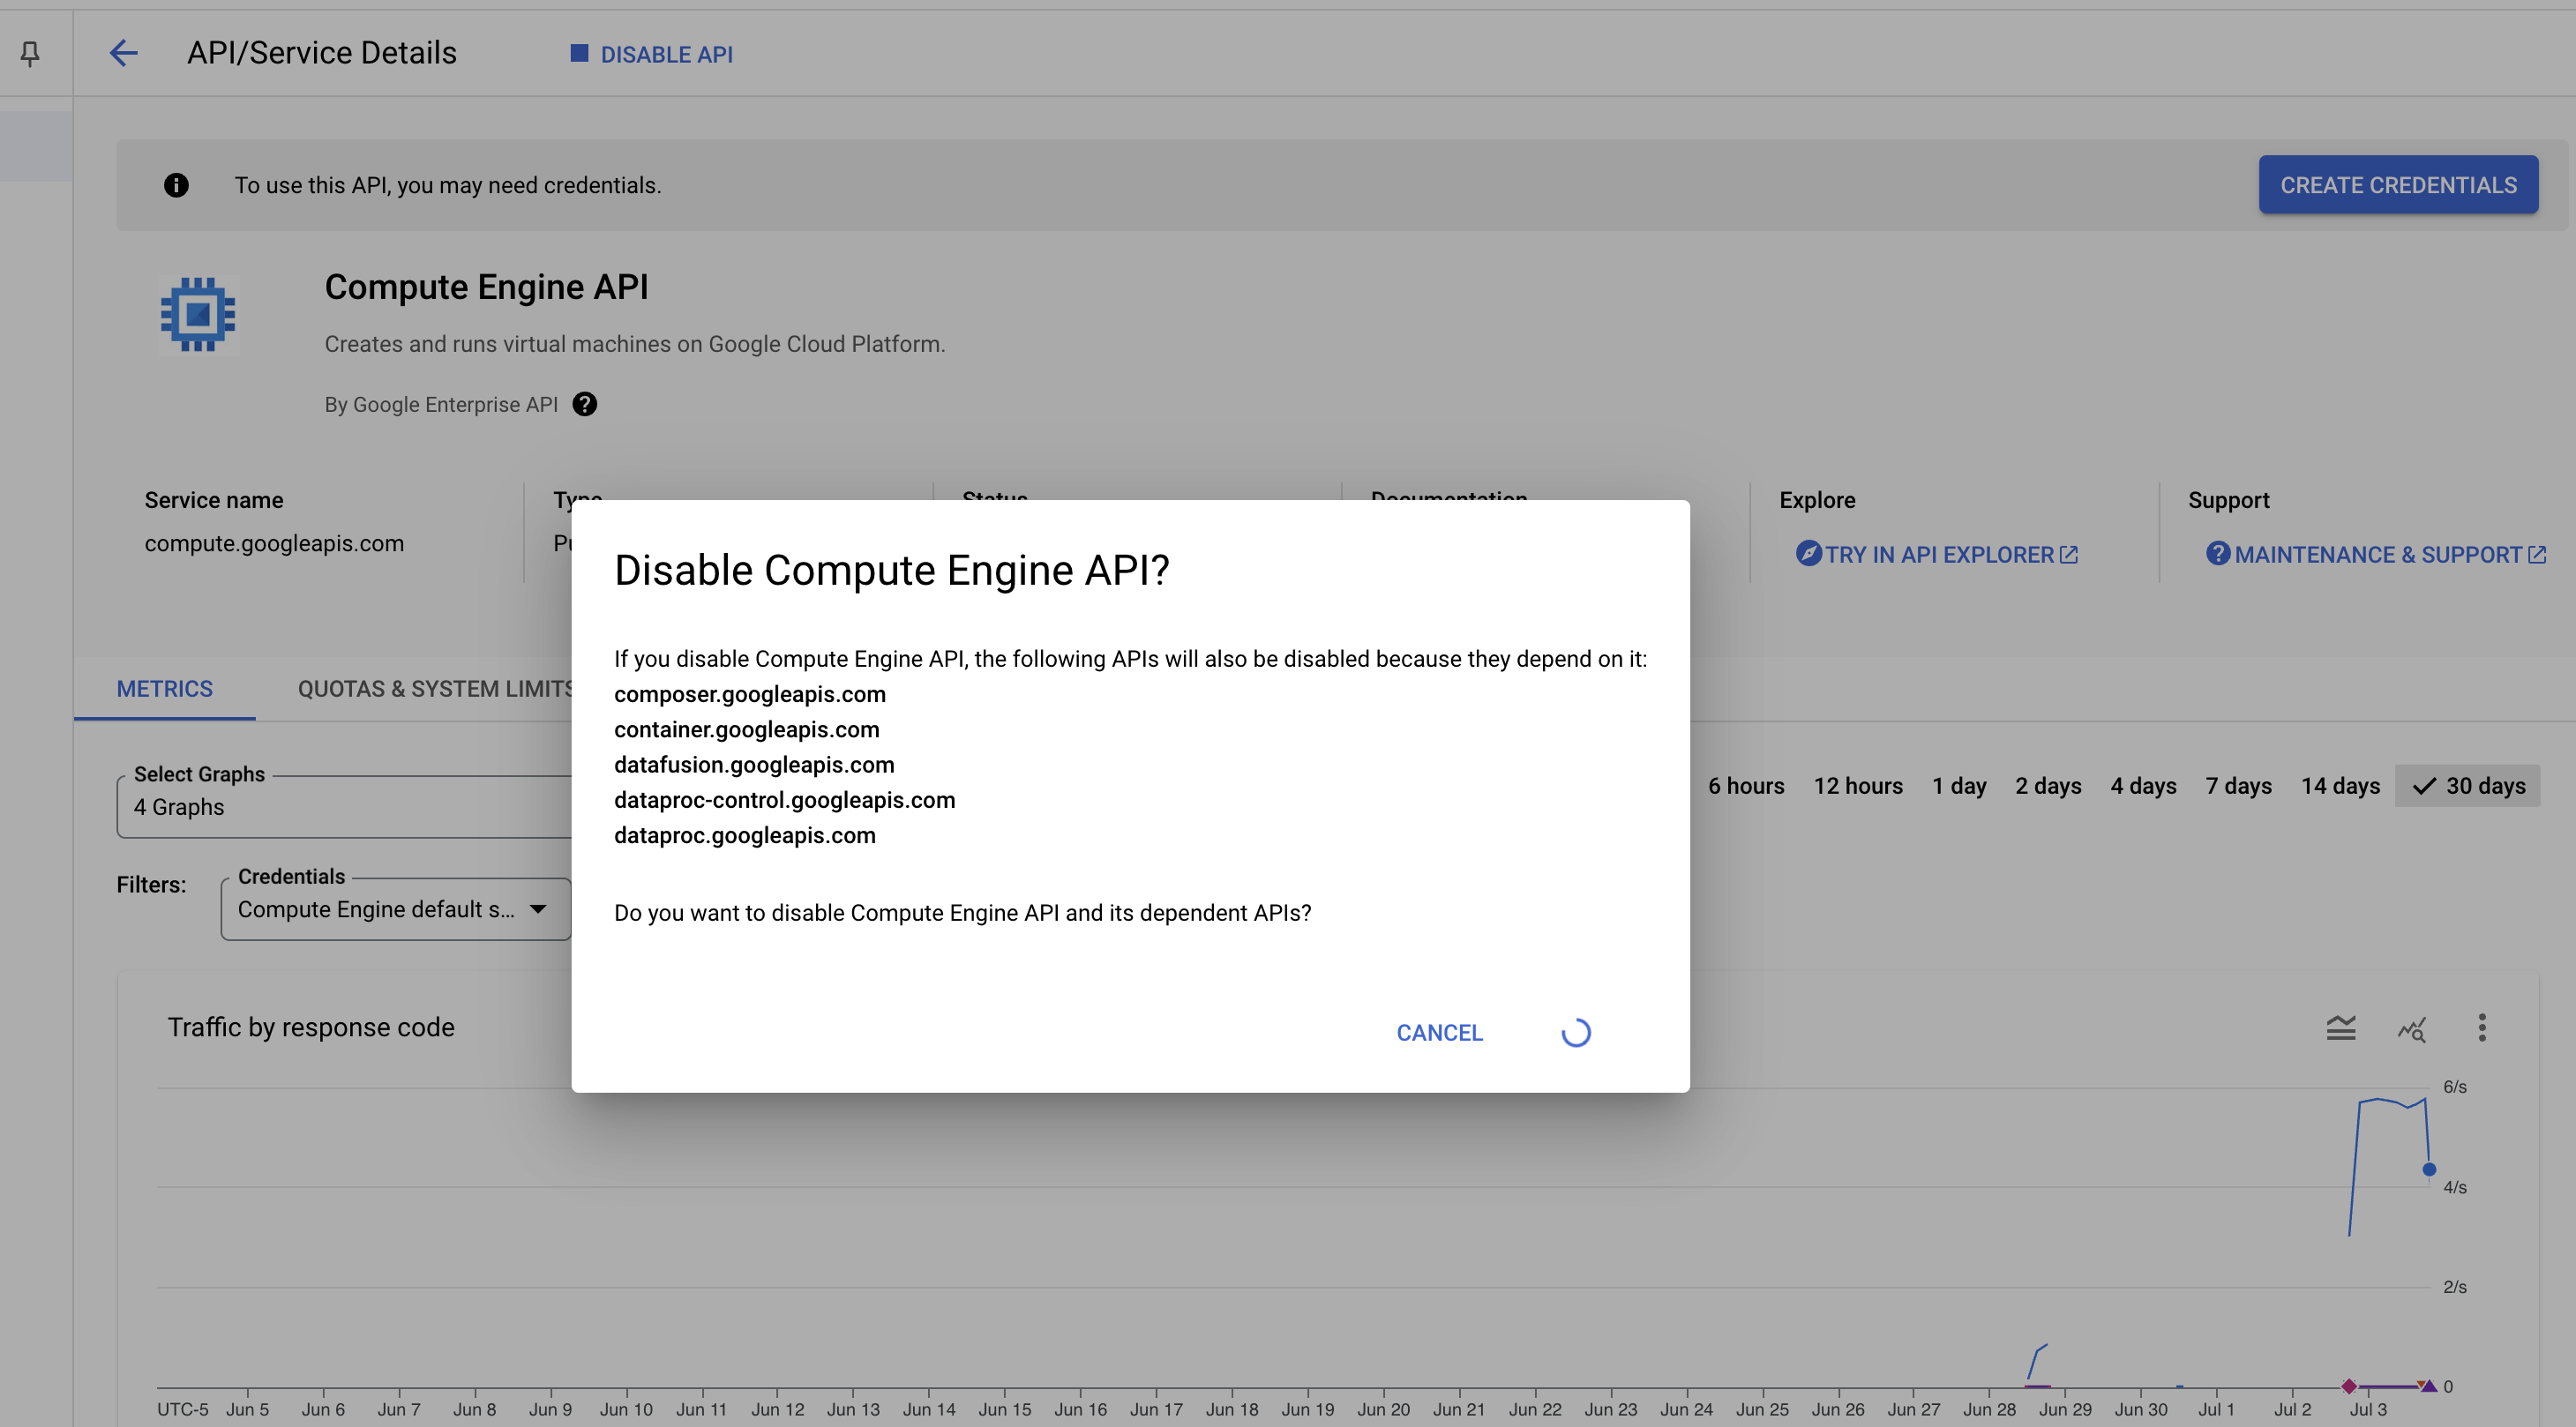 API/Service Details
DISABLE API
To use this API, you may need credentials.
CREATE CREDENTIALS
Compute Engine API
Creates and runs virtual machines on Google Cloud Platform.
By Google Enterprise API
Service name
Type
Status
Documentation
Explore
Support
compute.googleapis.com
TRY IN API EXPLORER
MAINTENANCE & SUPPORT
Disable Compute Engine API?
If you disable Compute Engine API, the following APIs will also be disabled because they depend on it:
composer.googleapis.com
container.googleapis.com
datafusion.googleapis.com
dataproc-control.googleapis.com
dataproc.googleapis.com
Do you want to disable Compute Engine API and its dependent APIs?
CANCEL
METRICS
QUOTAS & SYSTEM LIMITS
Select Graphs
4 Graphs
6 hours
12 hours
1 day
2 days
4 days
7 days
14 days
30 days
Filters:
Credentials
Compute Engine default s...
Traffic by response code
6/s
4/s
2/s
0
UTC-5
Jun 5
Jun 6
Jun 7
Jun 8
Jun 9
Jun 10
Jun 11
Jun 12
Jun 13
Jun 14
Jun 15
Jun 16
Jun 17
Jun 18
Jun 19
Jun 20
Jun 21
Jun 22
Jun 23
Jun 24
Jun 25
Jun 26
Jun 27
Jun 28
Jun 29
Jun 30
Jul 1
Jul 2
Jul 3